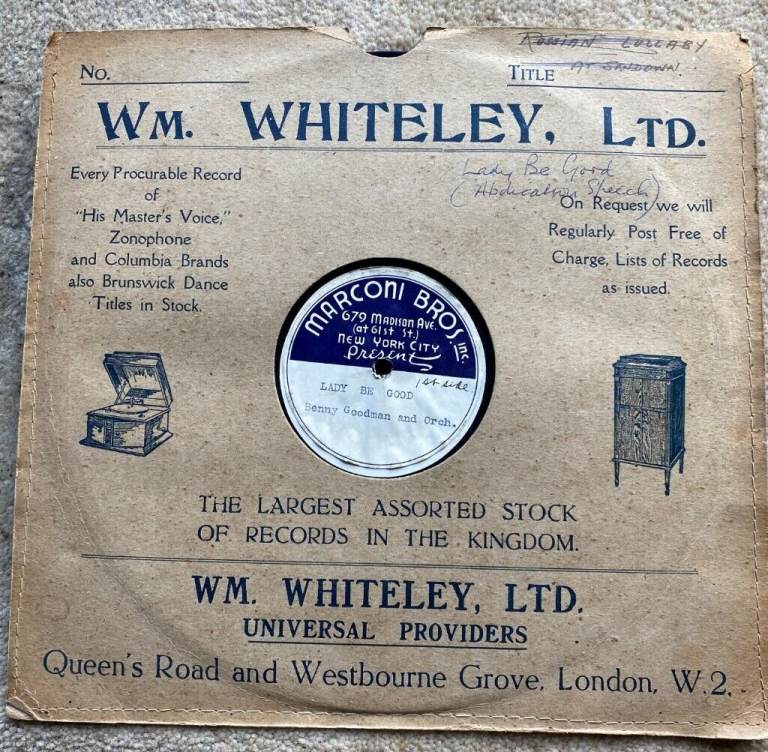 Russian Lullaby
No.
Title At Sandown.
Wm. Whiteley, Ltd.
Lady Be Good
(Abdication Speech)
Every Procurable Record
of
"His Master's Voice,"
Zonophone
and Columbia Brands
also Brunswick Dance
Titles in Stock.
On Request we will
Regularly Post Free of
Charge, Lists of Records
as issued.
MARCONI BROS. Inc.
679 MADISON AVE.
(at 61st St.)
NEW YORK CITY
Present
1st side
LADY BE GOOD
Benny Goodman and Orch.
THE LARGEST ASSORTED STOCK
OF RECORDS IN THE KINGDOM.
WM. WHITELEY, LTD.
UNIVERSAL PROVIDERS
Queen's Road and Westbourne Grove, London, W.2.